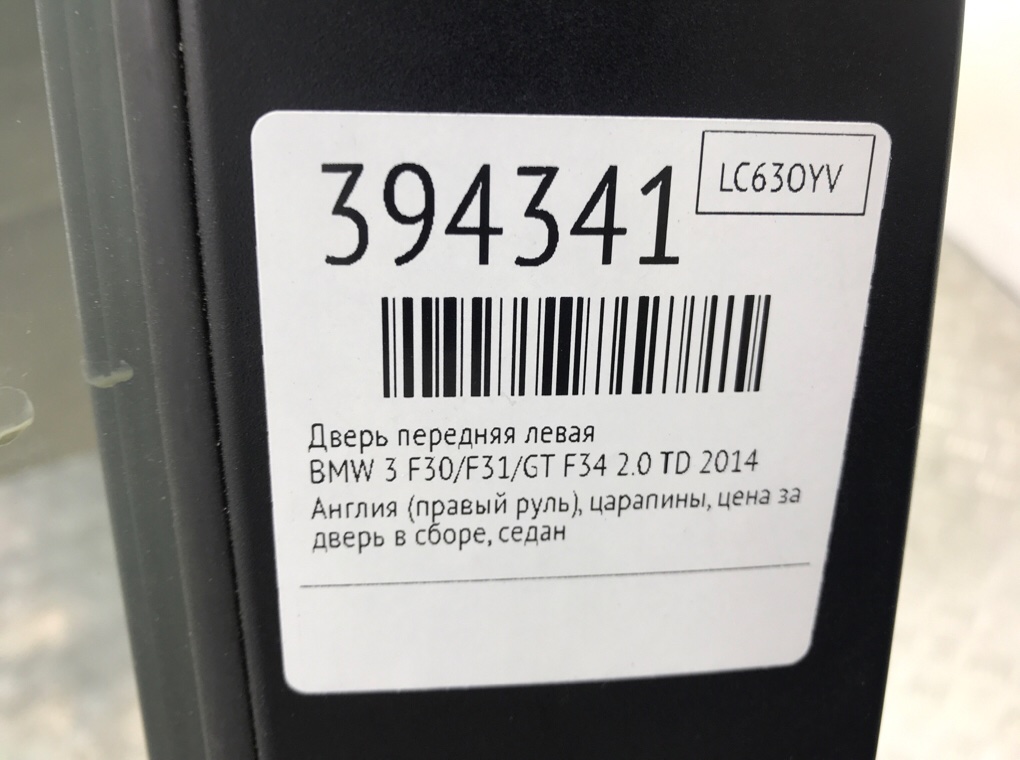 394341
LC630YV
Дверь передняя левая
BMW 3 F30/F31/GT F34 2.0 TD 2014
Англия (правый руль), царапины, цена за
дверь в сборе, седан